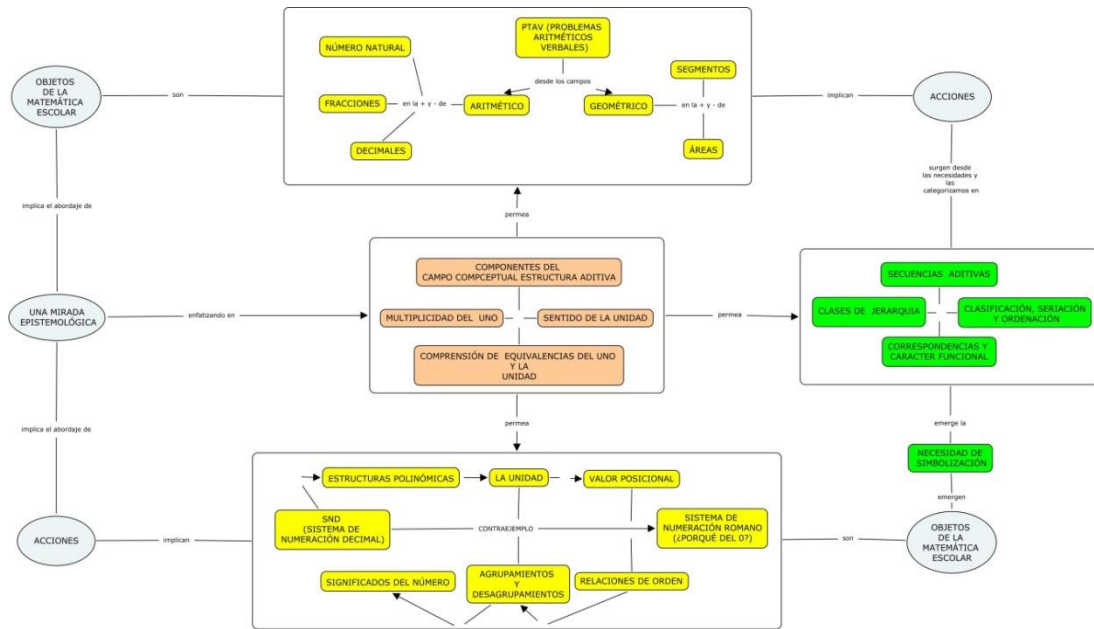 PTAV (PROBLEMAS
ARITMÉTICOS
VERBALES)
NÚMERO NATURAL
desde los campos
SEGMENTOS
OBJETOS
DE LA
MATEMÁTICA
ESCOLAR
son
FRACCIONES
en la + y - de
ARITMÉTICO
GEOMÉTRICO
en la + y - de
implican
ACCIONES
DECIMALES
ÁREAS
surgen desde
las necesidades y
las
categorizamos en
implica el abordaje de
permea
COMPONENTES DEL
CAMPO COMPCEPTUAL ESTRUCTURA ADITIVA
SECUENCIAS ADITIVAS
UNA MIRADA
EPISTEMOLÓGICA
enfatizando en
MULTIPLICIDAD DEL UNO
SENTIDO DE LA UNIDAD
permea
CLASES DE JERARQUIA
CLASIFICACIÓN, SERIACIÓN
Y ORDENACIÓN
COMPRENSIÓN DE EQUIVALENCIAS DEL UNO
Y LA
UNIDAD
CORRESPONDENCIAS Y
CARACTER FUNCIONAL
implica el abordaje de
permea
emerge la
NECESIDAD DE
SIMBOLIZACIÓN
ESTRUCTURAS POLINÓMICAS
LA UNIDAD
VALOR POSICIONAL
emergen
ACCIONES
implican
SND
(SISTEMA DE
NUMERACIÓN DECIMAL)
CONTRAEJEMPLO
SISTEMA DE
NUMERACIÓN ROMANO
(¿PORQUÉ DEL 0?)
son
OBJETOS
DE LA
MATEMÁTICA
ESCOLAR
SIGNIFICADOS DEL NÚMERO
AGRUPAMIENTOS
Y
DESAGRUPAMIENTOS
RELACIONES DE ORDEN